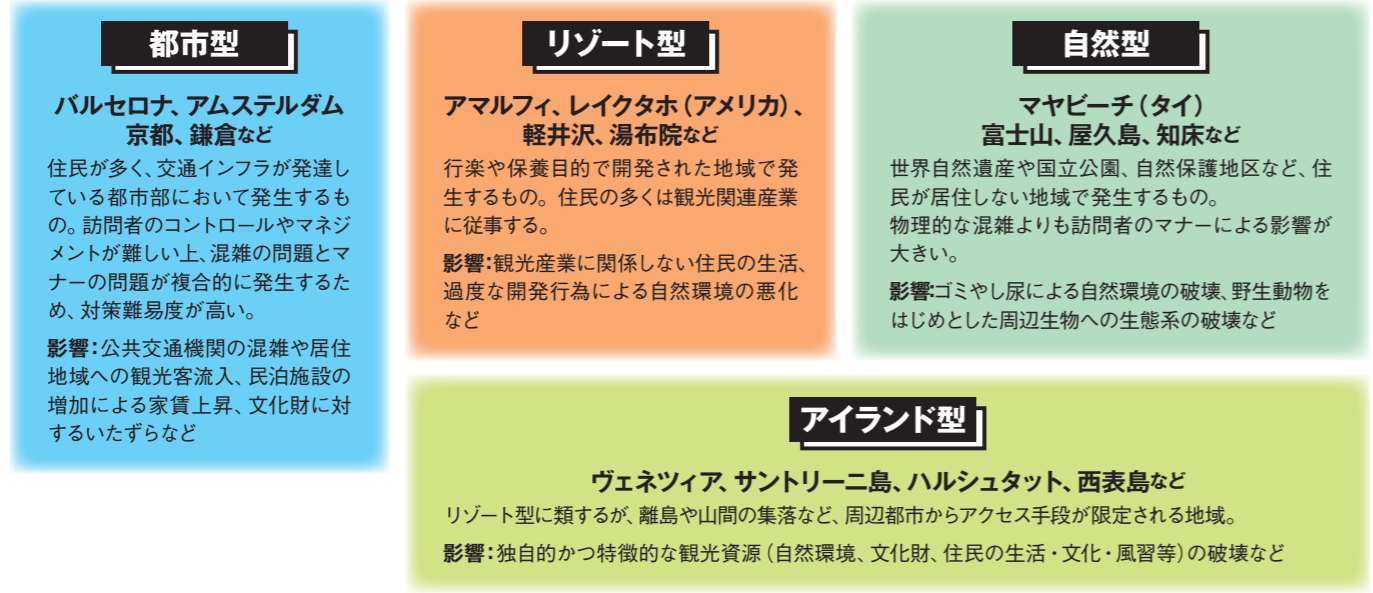 都市型
バルセロナ、アムステルダム
京都、鎌倉など
住民が多く、交通インフラが発達し
ている都市部において発生するも
の。訪問者のコントロールやマネジ
メントが難しい上、混雑の問題とマ
ナーの問題が複合的に発生するた
め、対策難易度が高い。
影響：公共交通機関の混雑や居住
地域への観光客流入、民泊施設の
増加による家賃上昇、文化財に対
するいたずらなど
リゾート型
アマルフィ、レイクタホ（アメリカ）、
軽井沢、湯布院など
行楽や保養目的で開発された地域で発
生するもの。住民の多くは観光関連産業
に従事する。
影響：観光産業に関係しない住民の生活、
過度な開発行為による自然環境の悪化
など
自然型
マヤビーチ（タイ）
富士山、屋久島、知床など
世界自然遺産や国立公園、自然保護地区など、住
民が居住しない地域で発生するもの。
物理的な混雑よりも訪問者のマナーによる影響が
大きい。
影響：ゴミやし尿による自然環境の破壊、野生動物を
はじめとした周辺生物への生態系の破壊など
アイランド型
ヴェネツィア、サントリーニ島、ハルシュタット、西表島など
リゾート型に類するが、離島や山間の集落など、周辺都市からアクセス手段が限定される地域。
影響：独自的かつ特徴的な観光資源（自然環境、文化財、住民の生活・文化・風習等）の破壊など